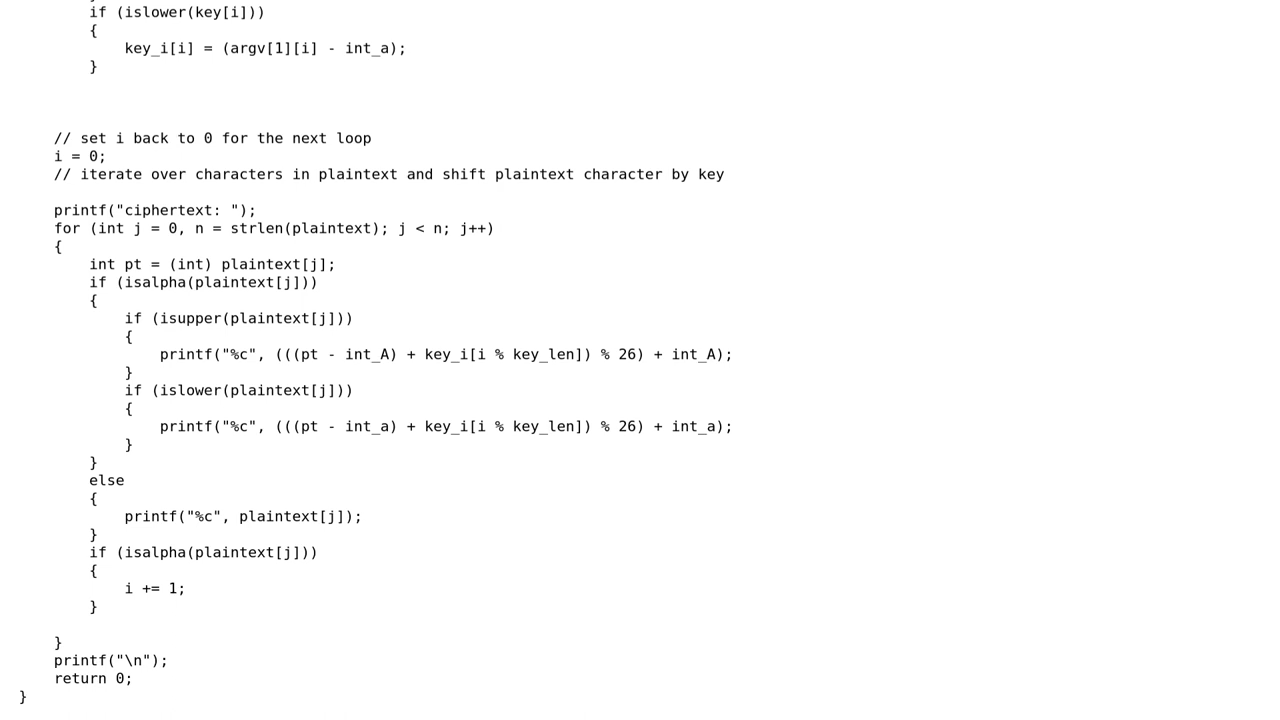 if (islower(key[i]))
        {
            key_i[i] = (argv[1][i] - int_a);
        }
    // set i back to 0 for the next loop
    i = 0;
    // iterate over characters in plaintext and shift plaintext character by key
    printf("ciphertext: ");
    for (int j = 0, n = strlen(plaintext); j < n; j++)
    {
        int pt = (int) plaintext[j];
        if (isalpha(plaintext[j]))
        {
            if (isupper(plaintext[j]))
            {
                printf("%c", (((pt - int_A) + key_i[i % key_len]) % 26) + int_A);
            }
            if (islower(plaintext[j]))
            {
                printf("%c", (((pt - int_a) + key_i[i % key_len]) % 26) + int_a);
            }
        }
        else
        {
            printf("%c", plaintext[j]);
        }
        if (isalpha(plaintext[j]))
        {
            i += 1;
        }
    }
    printf("\n");
    return 0;
}